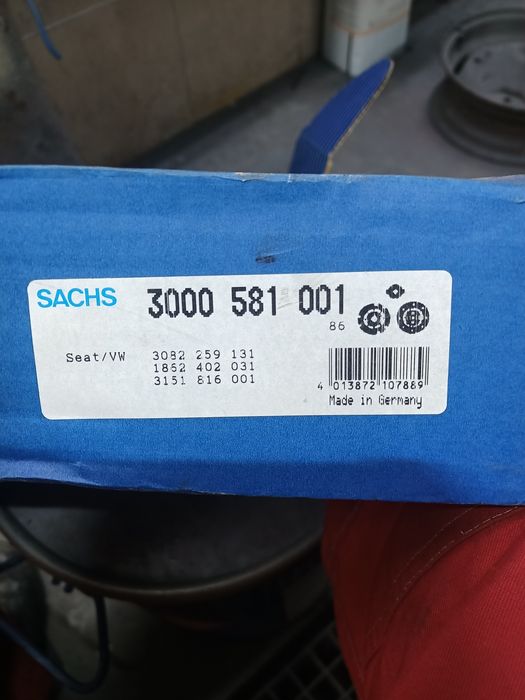 SACHS 3000 581 001
86
Seat/VW 3082 259 131
1862 402 031
3151 816 001
4 013872 107889
Made in Germany